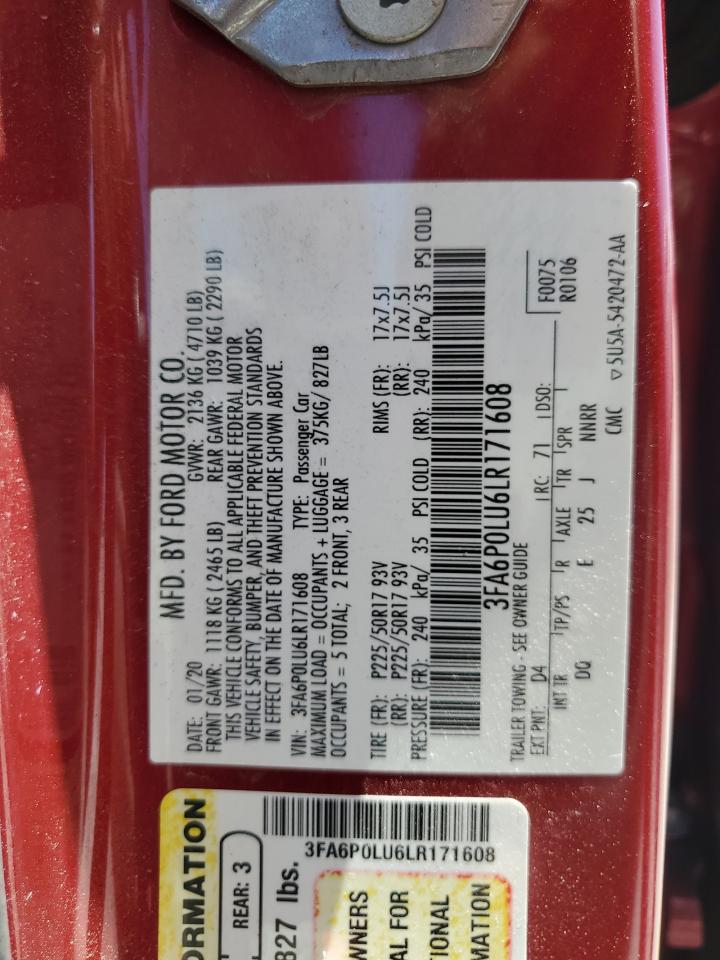 MFD. BY FORD MOTOR CO.
DATE: 01/20 GVWR: 2136 KG ( 4710 LB)
FRONT GAWR: 1118 KG ( 2465 LB) REAR GAWR: 1039 KG ( 2290 LB)
THIS VEHICLE CONFORMS TO ALL APPLICABLE FEDERAL MOTOR
VEHICLE SAFETY, BUMPER, AND THEFT PREVENTION STANDARDS
IN EFFECT ON THE DATE OF MANUFACTURE SHOWN ABOVE.
VIN: 3FA6P0LU6LR171608 TYPE: Passenger Car
MAXIMUM LOAD = OCCUPANTS + LUGGAGE = 375KG/ 827LB
OCCUPANTS = 5 TOTAL; 2 FRONT, 3 REAR
TIRE (FR): P225/50R17 93V RIMS (FR): 17x7.5J
(RR): P225/50R17 93V (RR): 17x7.5J
PRESSURE (FR): 240 kPa/ 35 PSI COLD (RR): 240 kPa/ 35 PSI COLD
3FA6P0LU6LR171608
TRAILER TOWING - SEE OWNER GUIDE
EXT PNT: D4 RC: 71 DSO: F0075
R0106
INT TR TP/PS R AXLE TR SPR
DQ E 25 J NNRR
CMC ▽ 5U5A-5420472-AA
ORMATION
REAR: 3
827 lbs.
3FA6P0LU6LR171608
WNERS
AL FOR
TIONAL
MATION